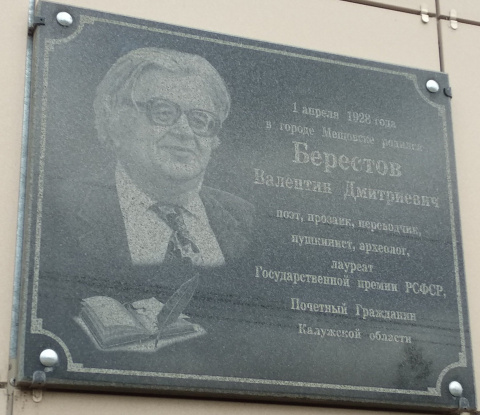 1 апреля 1928 года
в городе Мещовске родился
Берестов
Валентин Дмитриевич
поэт, прозаик, переводчик,
пушкинист, археолог,
лауреат
Государственной премии РСФСР,
Почетный Гражданин
Калужской области